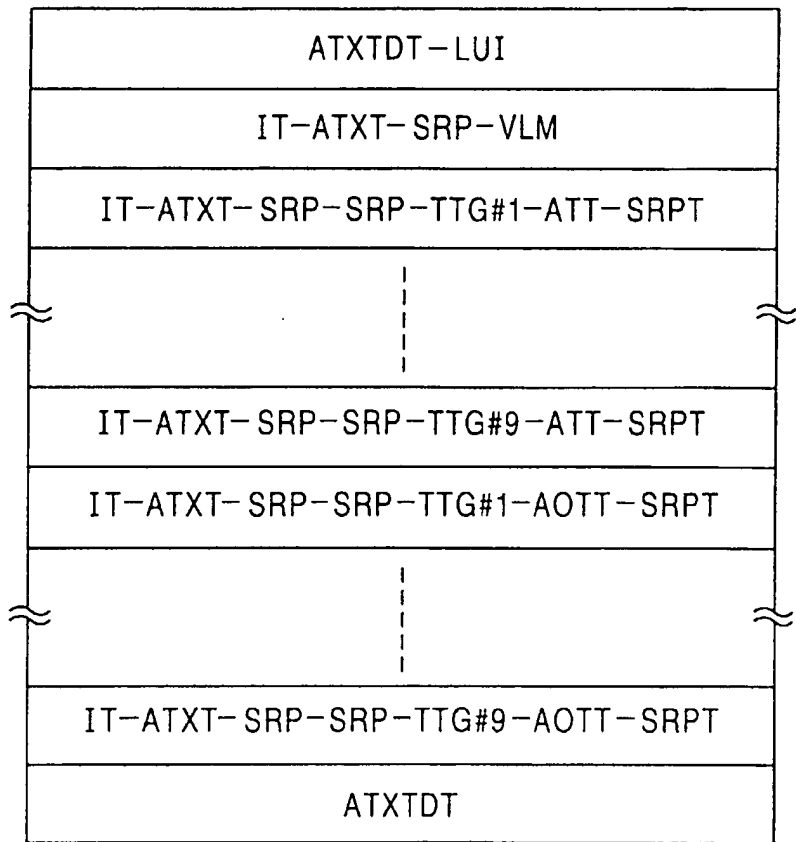 ATXTDT-LUI
IT-ATXT-SRP-VLM
IT-ATXT-SRP-SRP-TTG#1-ATT-SRPT
IT-ATXT-SRP-SRP-TTG#9-ATT-SRPT
IT-ATXT-SRP-SRP-TTG#1-AOTT-SRPT
IT-ATXT-SRP-SRP-TTG#9-AOTT-SRPT
ATXTDT